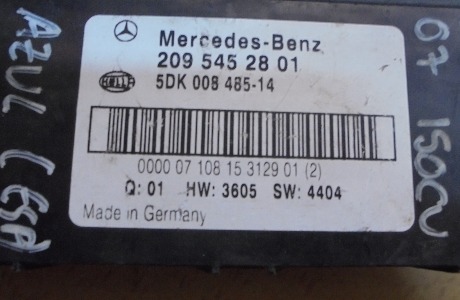 Mercedes-Benz
209 545 28 01
HELLA 5DK 008 485-14
0000 07 108 15 3129 01 (2)
Q: 01 HW: 3605 SW: 4404
Made in Germany
AZUL
07 150CV